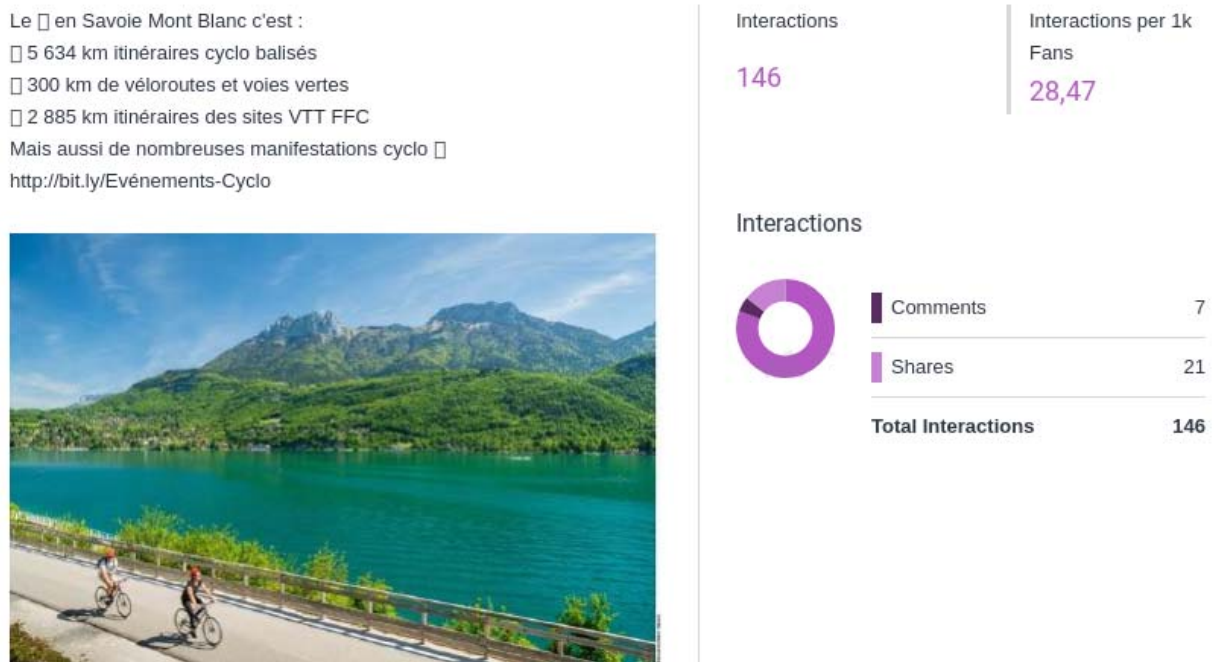 Le ▯ en Savoie Mont Blanc c'est :
▯ 5 634 km itinéraires cyclo balisés
▯ 300 km de véloroutes et voies vertes
▯ 2 885 km itinéraires des sites VTT FFC
Mais aussi de nombreuses manifestations cyclo ▯
http://bit.ly/Evénements-Cyclo
Interactions
146
Interactions per 1k
Fans
28,47
Interactions
Comments 7
Shares 21
Total Interactions 146